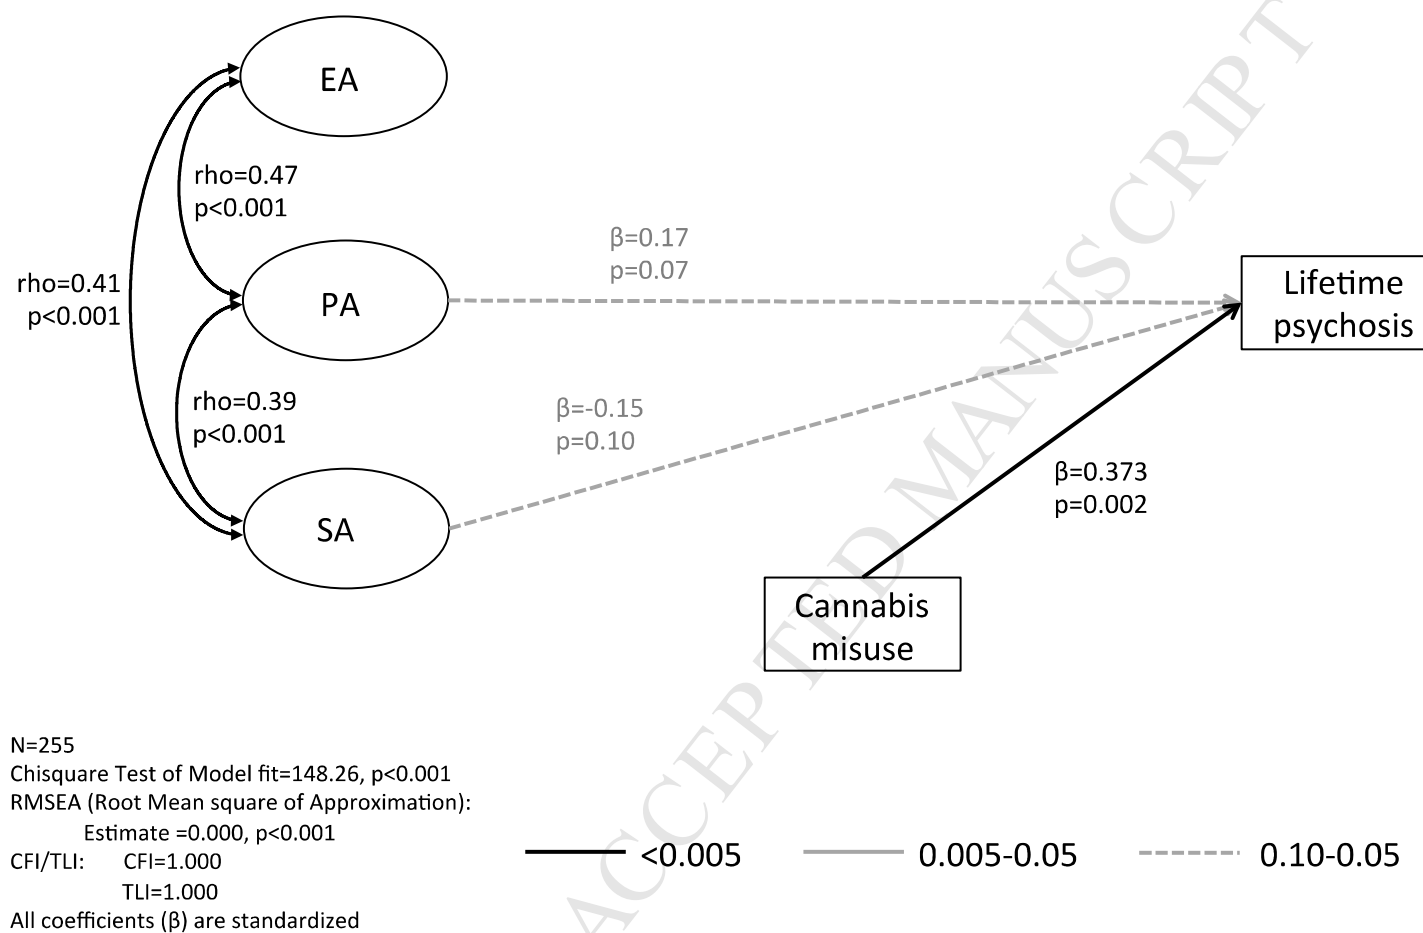 EA
rho=0.47
p<0.001
β=0.17
p=0.07
rho=0.41
p<0.001
PA
Lifetime
psychosis
rho=0.39
p<0.001
β=-0.15
p=0.10
β=0.373
p=0.002
SA
Cannabis
misuse
N=255
Chisquare Test of Model fit=148.26, p<0.001
RMSEA (Root Mean square of Approximation):
Estimate =0.000, p<0.001
CFI/TLI: CFI=1.000
TLI=1.000
All coefficients (β) are standardized
<0.005
0.005-0.05
0.10-0.05
ACCEPTED MANUSCRIPT